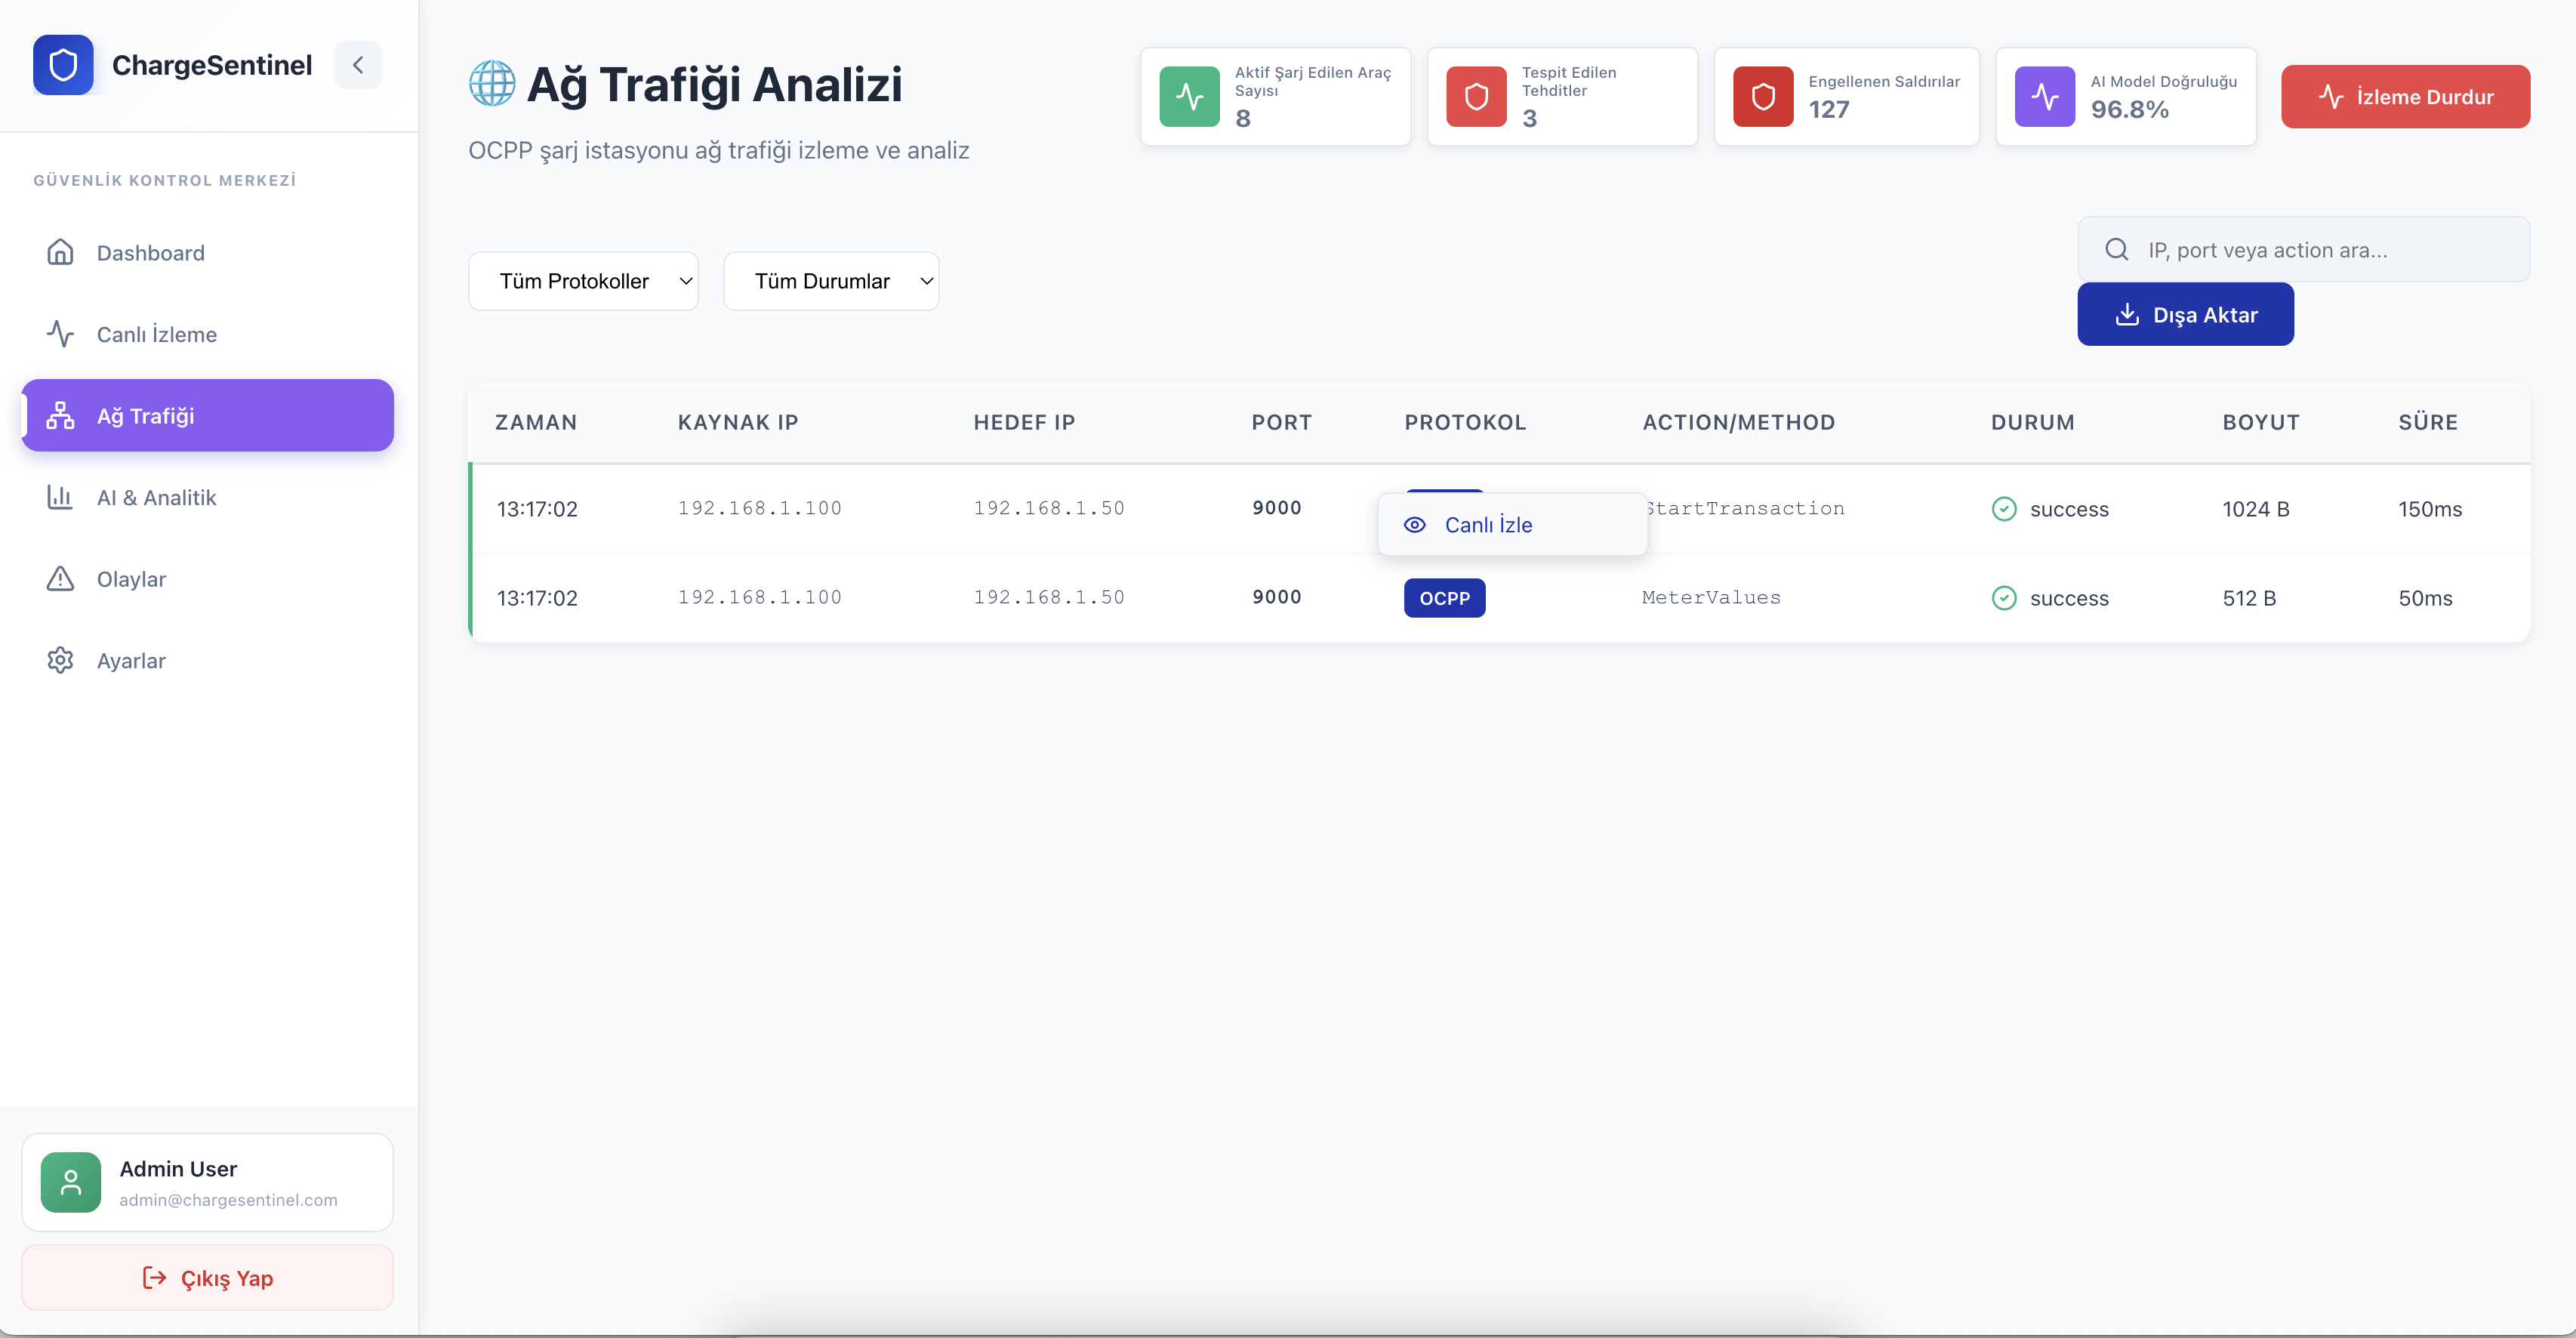 ChargeSentinel
GÜVENLİK KONTROL MERKEZİ
Dashboard
Canlı İzleme
Ağ Trafiği
AI & Analitik
Olaylar
Ayarlar
Admin User
admin@chargesentinel.com
Çıkış Yap
Ağ Trafiği Analizi
OCPP şarj istasyonu ağ trafiği izleme ve analiz
Aktif Şarj Edilen Araç
Sayısı
8
Tespit Edilen
Tehditler
3
Engellenen Saldırılar
127
AI Model Doğruluğu
96.8%
İzleme Durdur
Tüm Protokoller
Tüm Durumlar
IP, port veya action ara...
Dışa Aktar
ZAMAN KAYNAK IP HEDEF IP PORT PROTOKOL ACTION/METHOD DURUM BOYUT SÜRE
13:17:02 192.168.1.100 192.168.1.50 9000 StartTransaction success 1024 B 150ms
Canlı İzle
13:17:02 192.168.1.100 192.168.1.50 9000 OCPP MeterValues success 512 B 50ms